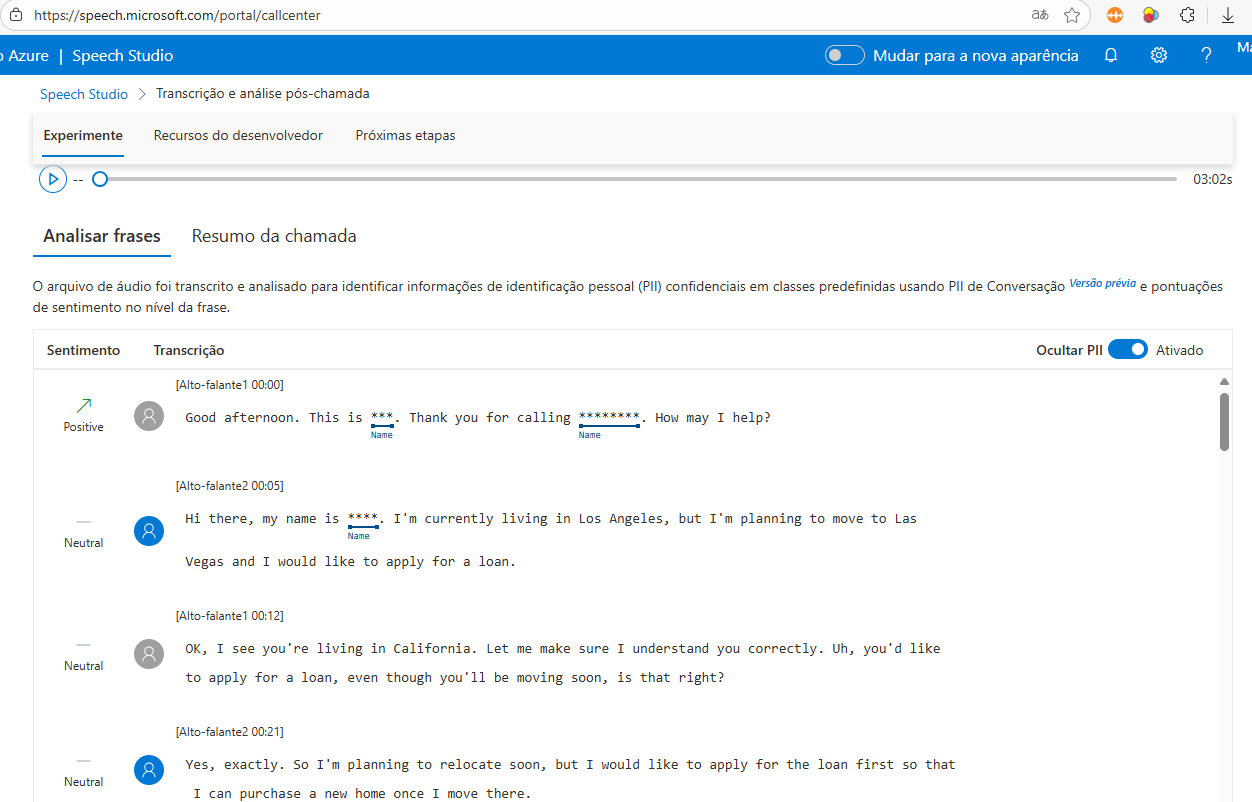 https://speech.microsoft.com/portal/callcenter
Azure | Speech Studio
Mudar para a nova aparência
?
Speech Studio > Transcrição e análise pós-chamada
Experimente
Recursos do desenvolvedor
Próximas etapas
--
03:02s
Analisar frases
Resumo da chamada
O arquivo de áudio foi transcrito e analisado para identificar informações de identificação pessoal (PII) confidenciais em classes predefinidas usando PII de Conversação Versão prévia e pontuações
de sentimento no nível da frase.
Sentimento
Transcrição
Ocultar PII
Ativado
[Alto-falante1 00:00]
Positive
Good afternoon. This is ***. Thank you for calling ********. How may I help?
Name
Name
[Alto-falante2 00:05]
Neutral
Hi there, my name is ****. I'm currently living in Los Angeles, but I'm planning to move to Las
Name
Vegas and I would like to apply for a loan.
[Alto-falante1 00:12]
Neutral
OK, I see you're living in California. Let me make sure I understand you correctly. Uh, you'd like
to apply for a loan, even though you'll be moving soon, is that right?
[Alto-falante2 00:21]
Neutral
Yes, exactly. So I'm planning to relocate soon, but I would like to apply for the loan first so that
I can purchase a new home once I move there.